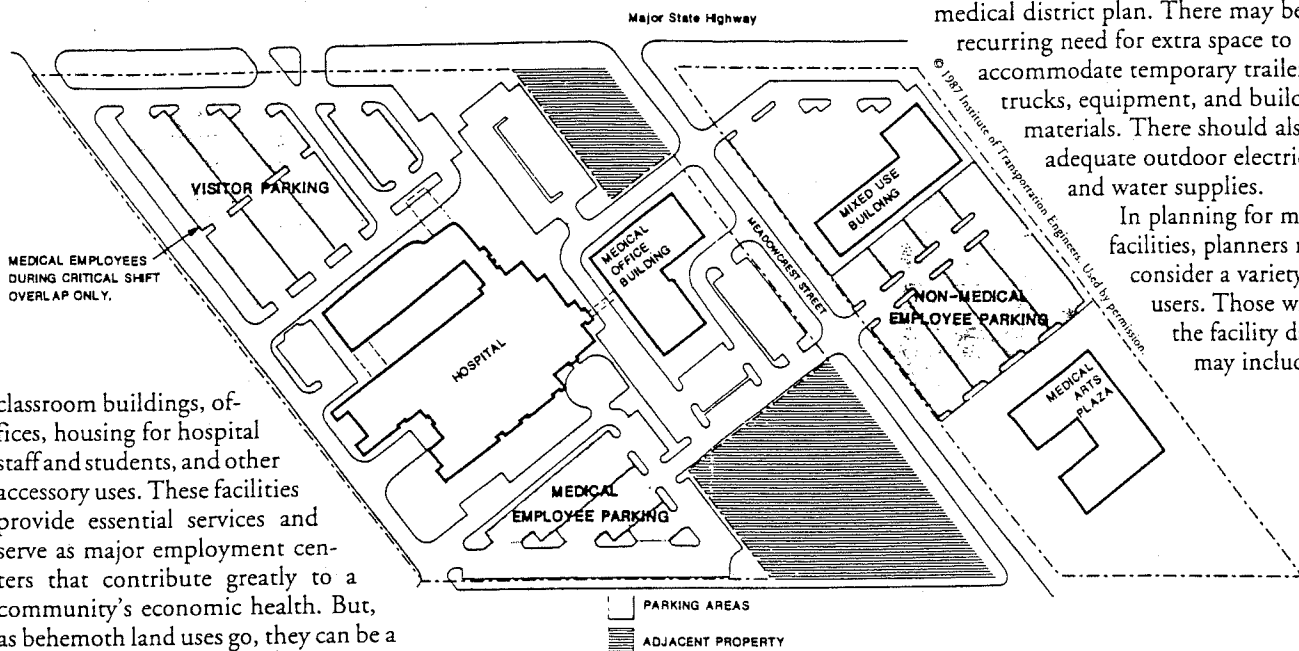 Major State Highway
medical district plan. There may be
recurring need for extra space to
accommodate temporary trailer
trucks, equipment, and build
materials. There should als
adequate outdoor electric
and water supplies.
In planning for m
facilities, planners
consider a variety
users. Those w
the facility d
may includ
© 1987 Institute of Transportation Engineers. Used by permission.
VISITOR PARKING
MEDICAL EMPLOYEES
DURING CRITICAL SHIFT
OVERLAP ONLY.
HOSPITAL
MEDICAL
OFFICE
BUILDING
MEADOWCREST STREET
MIXED USE
BUILDING
NON-MEDICAL
EMPLOYEE PARKING
MEDICAL
ARTS
PLAZA
MEDICAL
EMPLOYEE PARKING
classroom buildings, of-
fices, housing for hospital
staff and students, and other
accessory uses. These facilities
provide essential services and
serve as major employment cen-
ters that contribute greatly to a
community's economic health. But,
as behemoth land uses go, they can be a
PARKING AREAS
ADJACENT PROPERTY